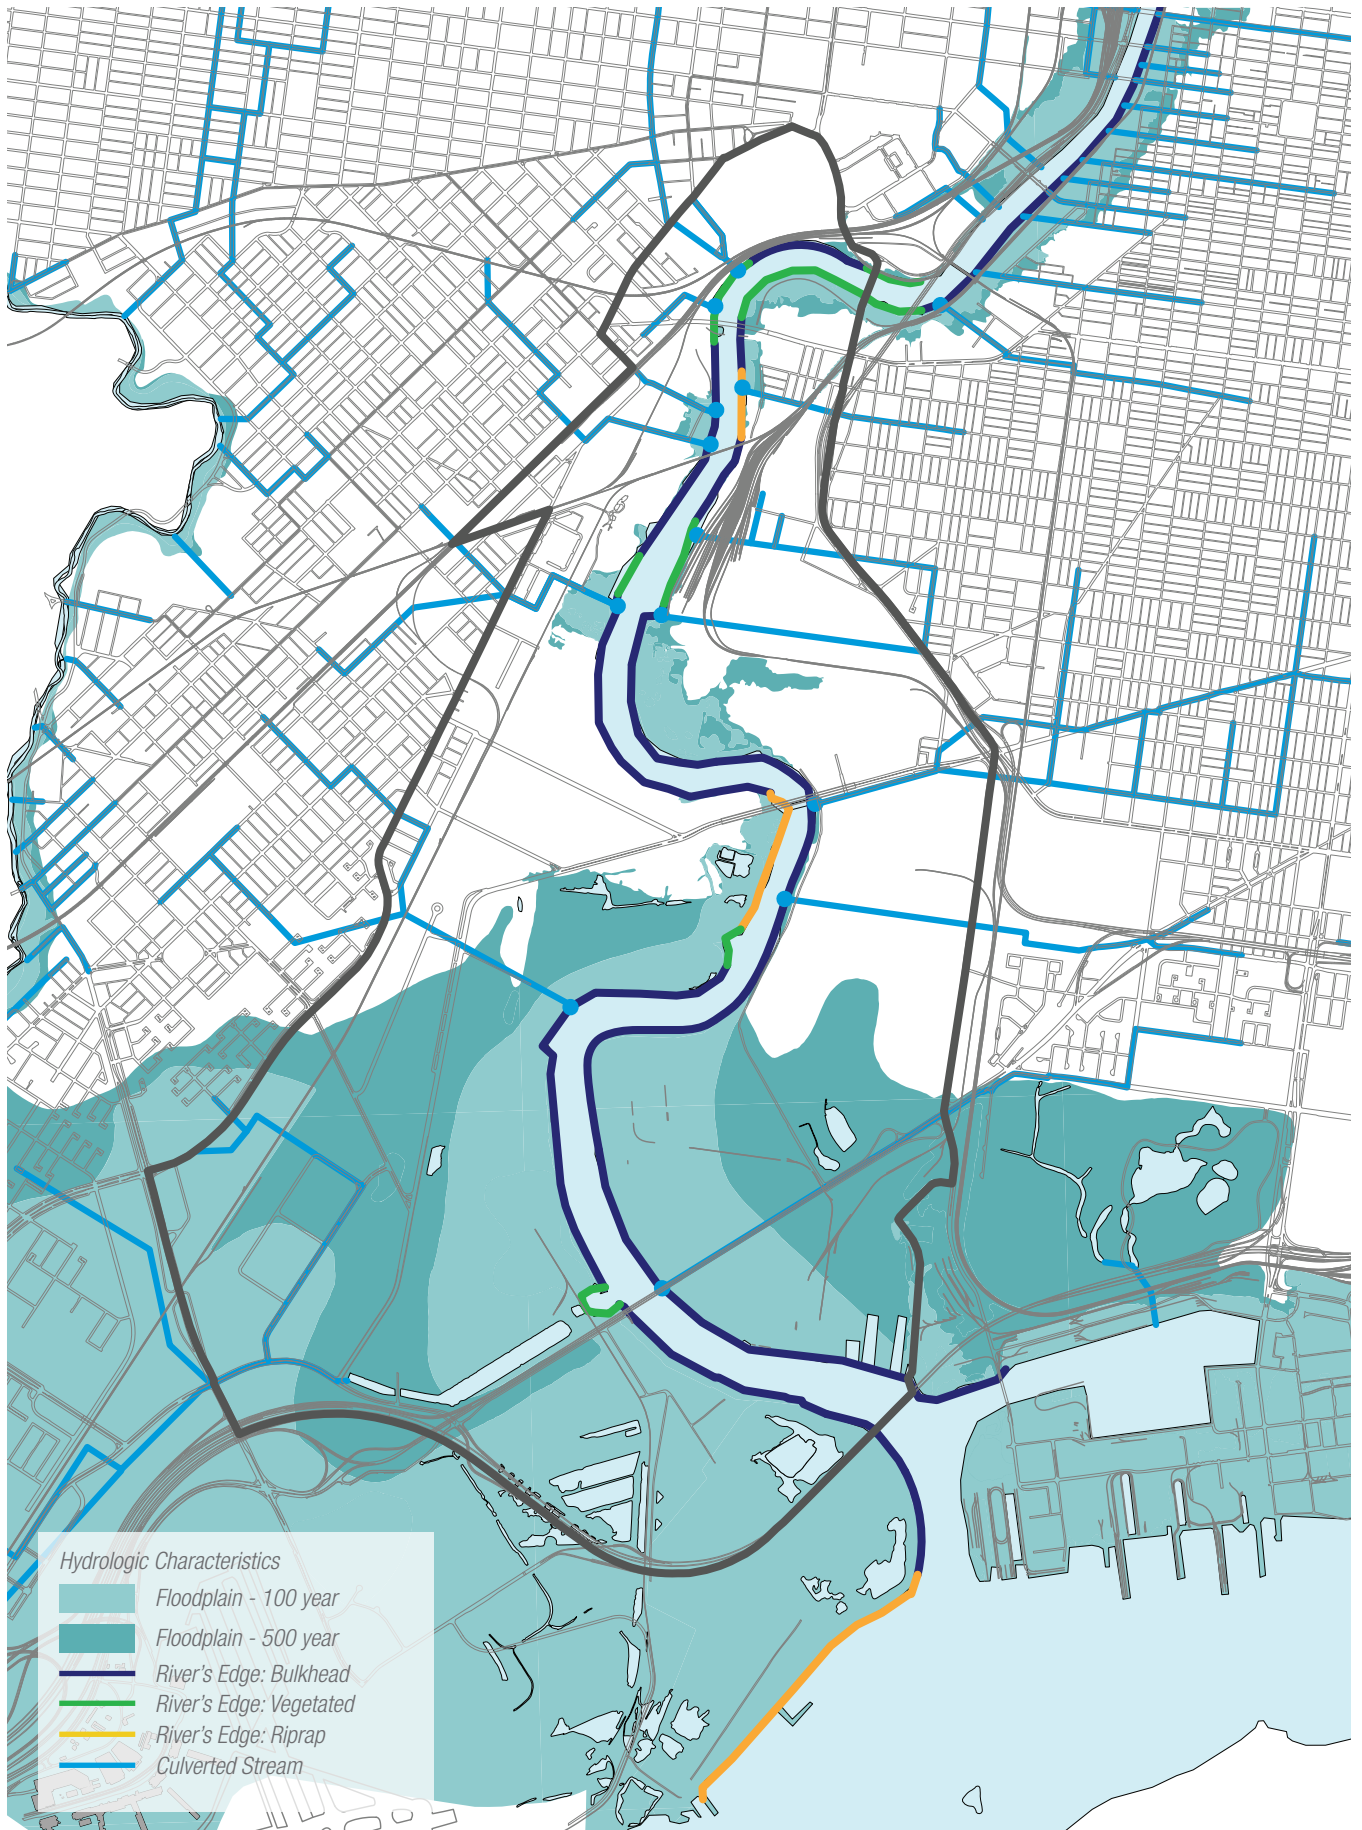 Hydrologic Characteristics
Floodplain - 100 year
Floodplain - 500 year
River's Edge: Bulkhead
River's Edge: Vegetated
River's Edge: Riprap
Culverted Stream